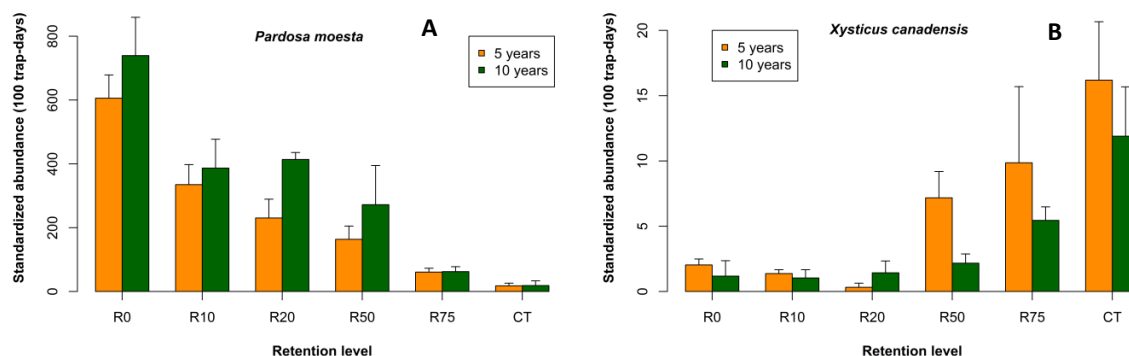 Pardosa moesta
A
5 years
10 years
Standardized abundance (100 trap-days)
800
600
400
200
0
R0 R10 R20 R50 R75 CT
Retention level
Xysticus canadensis
B
5 years
10 years
Standardized abundance (100 trap-days)
20
15
10
5
0
R0 R10 R20 R50 R75 CT
Retention level